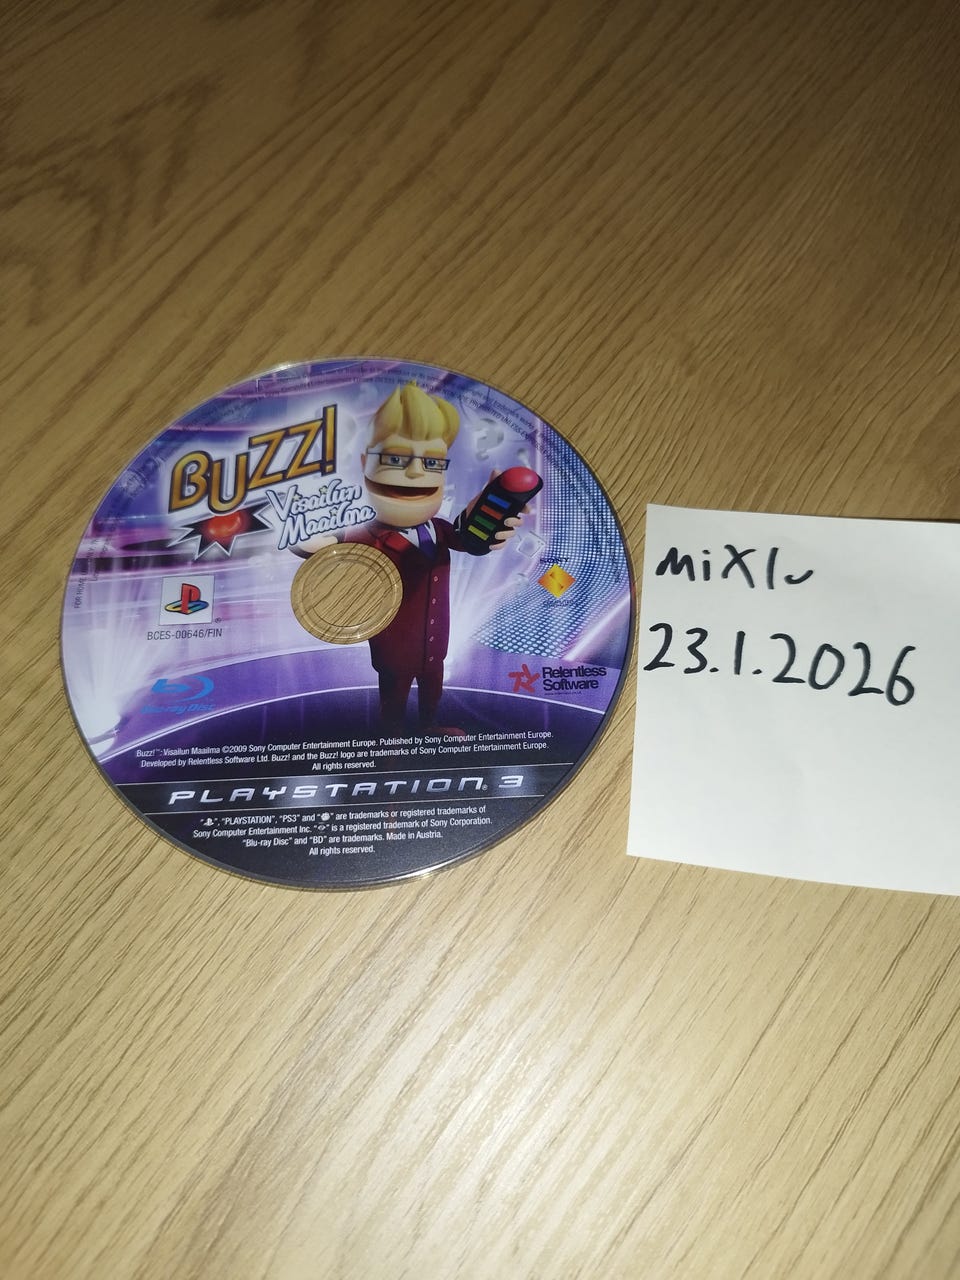 BUZZ!
Visailun
Maailma
BCES-00646/FIN
Blu-ray Disc
Relentless
Software
Buzz!™: Visailun Maailma ©2009 Sony Computer Entertainment Europe. Published by Sony Computer Entertainment Europe.
Developed by Relentless Software Ltd. Buzz! and the Buzz! logo are trademarks of Sony Computer Entertainment Europe.
All rights reserved.
PLAYSTATION® 3
" ", "PLAYSTATION", "PS3" and " " are trademarks or registered trademarks of
Sony Computer Entertainment Inc. " " is a registered trademark of Sony Corporation.
"Blu-ray Disc" and "BD" are trademarks. Made in Austria.
All rights reserved.
miXlu
23.1.2026